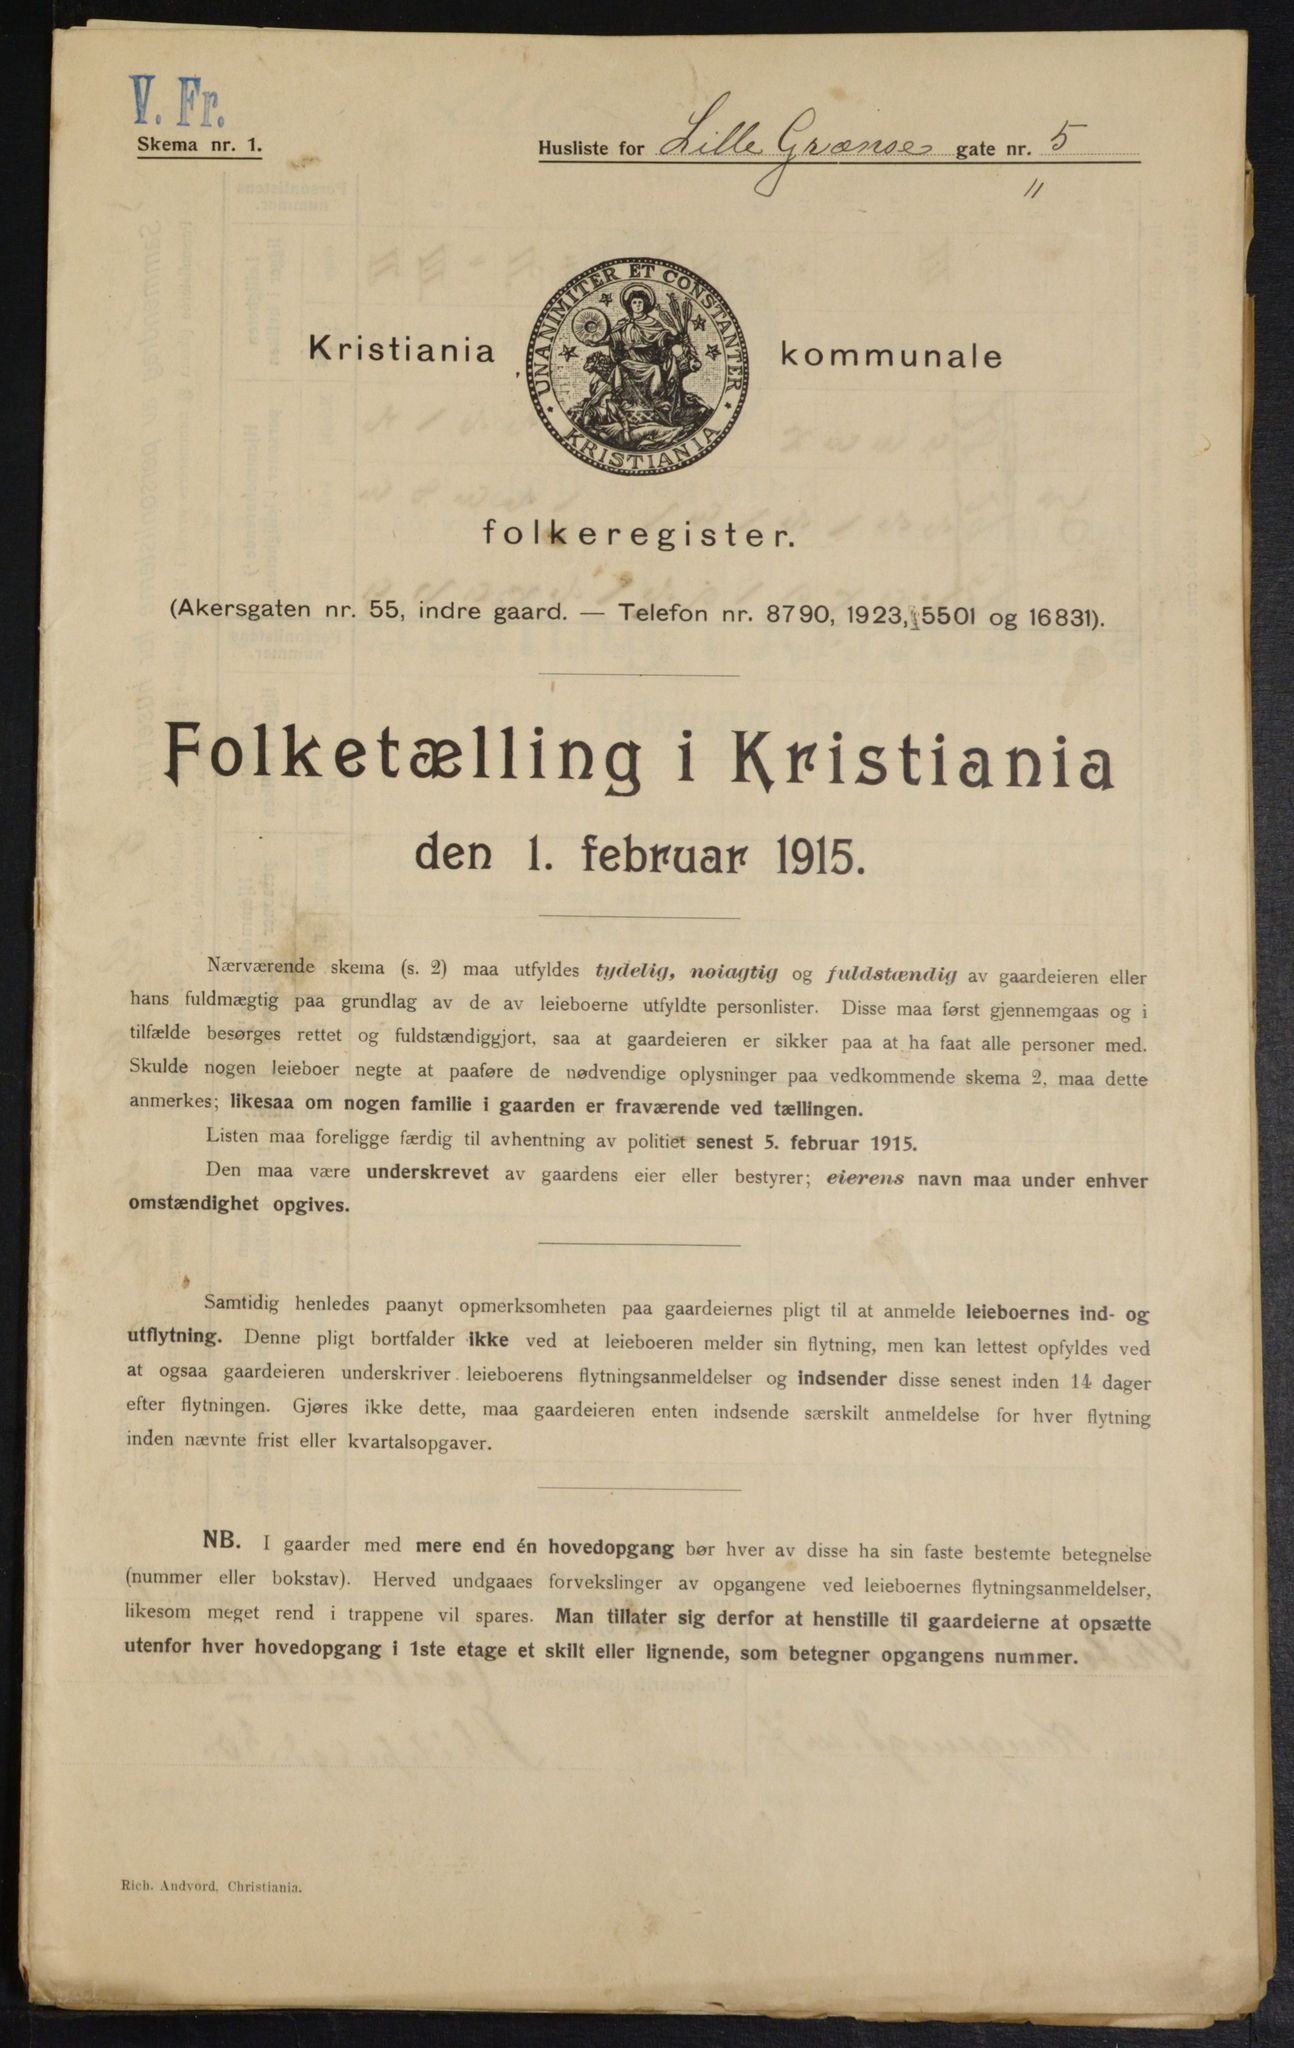 V. Fr.
Skema nr. 1.
Husliste for Lille Grænse gate nr. 5
"
UNANIMITER ET CONSTANTER
KRISTIANIA
Kristiania kommunale
folkeregister.
(Akersgaten nr. 55, indre gaard. — Telefon nr. 8790, 1923, 15501 og 16831).
Folketælling i Kristiania
den 1. februar 1915.
Nærværende skema (s. 2) maa utfyldes tydelig, nøiagtig og fuldstændig av gaardeieren eller
hans fuldmægtig paa grundlag av de av leieboerne utfyldte personlister. Disse maa først gjennemgaas og i
tilfælde besørges rettet og fuldstændiggjort, saa at gaardeieren er sikker paa at ha faat alle personer med.
Skulde nogen leieboer negte at paaføre de nødvendige oplysninger paa vedkommende skema 2, maa dette
anmerkes; likesaa om nogen familie i gaarden er fraværende ved tællingen.
Listen maa foreligge færdig til avhentning av politiet senest 5. februar 1915.
Den maa være underskrevet av gaardens eier eller bestyrer; eierens navn maa under enhver
omstændighet opgives.
Samtidig henledes paanyt opmerksomheten paa gaardeiernes pligt til at anmelde leieboernes ind- og
utflytning. Denne pligt bortfalder ikke ved at leieboeren melder sin flytning, men kan lettest opfyldes ved
at ogsaa gaardeieren underskriver leieboerens flytningsanmeldelser og indsender disse senest inden 14 dager
efter flytningen. Gjøres ikke dette, maa gaardeieren enten indsende særskilt anmeldelse for hver flytning
inden nævnte frist eller kvartalsopgaver.
NB. I gaarder med mere end én hovedopgang bør hver av disse ha sin faste bestemte betegnelse
(nummer eller bokstav). Herved undgaaes forvekslinger av opgangene ved leieboernes flytningsanmeldelser,
likesom meget rend i trappene vil spares. Man tillater sig derfor at henstille til gaardeierne at opsætte
utenfor hver hovedopgang i 1ste etage et skilt eller lignende, som betegner opgangens nummer.
Rich. Andvord, Christiania.